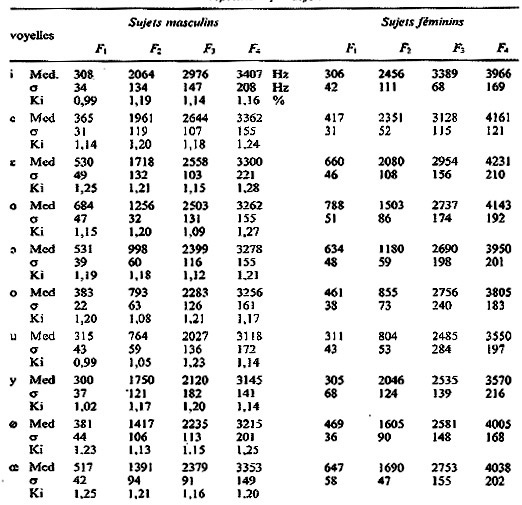 Sujets masculins Sujets féminins
voyelles
F₁ F₂ F₃ F₄ F₁ F₂ F₃ F₄
i Med. 308 2064 2976 3407 Hz 306 2456 3389 3966
σ 34 134 147 208 Hz 42 111 68 169
Ki 0,99 1,19 1,14 1,16 %
e Med 365 1961 2644 3362 417 2351 3128 4161
σ 31 119 107 155 31 52 115 121
Ki 1,14 1,20 1,18 1,24
ɛ Med 530 1718 2558 3300 660 2080 2954 4231
σ 49 132 103 221 46 108 156 210
Ki 1,25 1,21 1,15 1,28
ɑ Med 684 1256 2503 3262 788 1503 2737 4143
σ 47 32 131 155 51 86 174 192
Ki 1,15 1,20 1,09 1,27
ɔ Med 531 998 2399 3278 634 1180 2690 3950
σ 39 60 116 155 48 59 198 201
Ki 1,19 1,18 1,12 1,21
o Med 383 793 2283 3256 461 855 2756 3805
σ 22 63 126 161 38 73 240 183
Ki 1,20 1,08 1,21 1,17
u Med 315 764 2027 3118 311 804 2485 3550
σ 43 59 136 172 43 53 284 197
Ki 0,99 1,05 1,23 1,14
y Med 300 1750 2120 3145 305 2046 2535 3570
σ 37 121 182 141 68 124 139 216
Ki 1,02 1,17 1,20 1,14
ø Med 381 1417 2235 3215 469 1605 2581 4005
σ 44 106 113 201 36 90 148 168
Ki 1.23 1,13 1.15 1,25
œ Med 517 1391 2379 3353 647 1690 2753 4038
σ 42 94 91 149 58 47 155 202
Ki 1,25 1,21 1,16 1.20